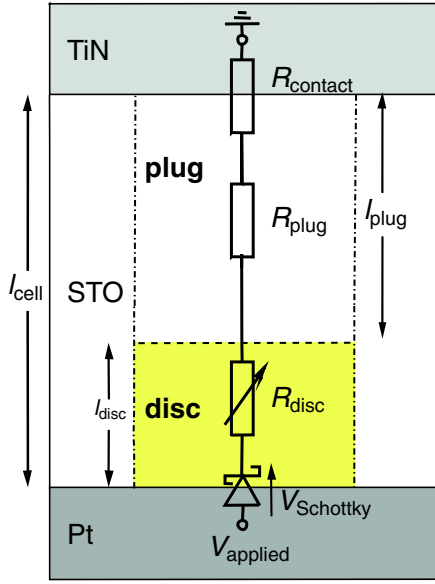 TiN
R_contact
plug
R_plug
l_plug
l_cell
STO
l_disc
disc
R_disc
V_Schottky
Pt
V_applied